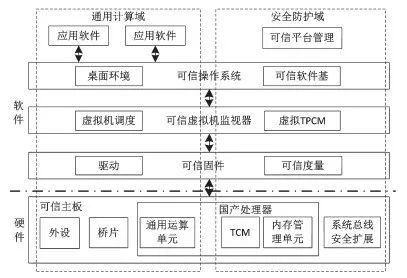 通用计算域 安全防护域
应用软件 应用软件 可信平台管理
桌面环境 可信操作系统 可信软件基
软件
虚拟机调度 可信虚拟机监视器 虚拟TPCM
驱动 可信固件 可信度量
硬件
可信主板 国产处理器
外设 桥片 通用运算
单元 TCM 内存管
理单元 系统总线
安全扩展